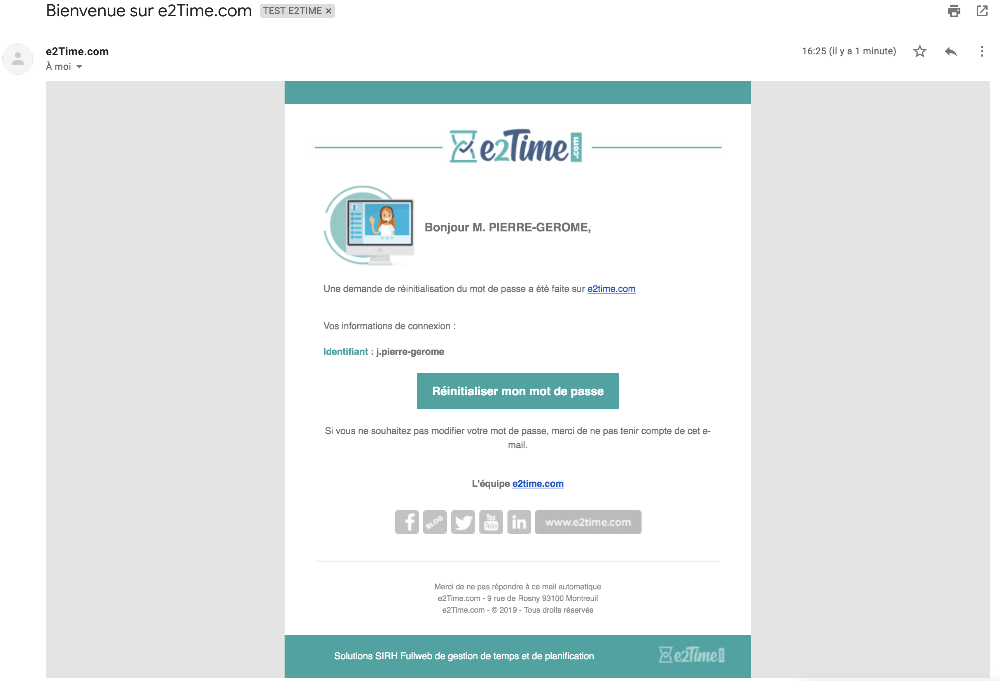 Bienvenue sur e2Time.com TEST E2TIME ×
e2Time.com
16:25 (il y a 1 minute)
À moi
e2Time.com
Bonjour M. PIERRE-GEROME,
Une demande de réinitialisation du mot de passe a été faite sur e2time.com
Vos informations de connexion :
Identifiant : j.pierre-gerome
Réinitialiser mon mot de passe
Si vous ne souhaitez pas modifier votre mot de passe, merci de ne pas tenir compte de cet e-
mail.
L'équipe e2time.com
f BLOG You Tube in www.e2time.com
Merci de ne pas répondre à ce mail automatique
e2Time.com - 9 rue de Rosny 93100 Montreuil
e2Time.com - © 2019 - Tous droits réservés
Solutions SIRH Fullweb de gestion de temps et de planification e2Time.com